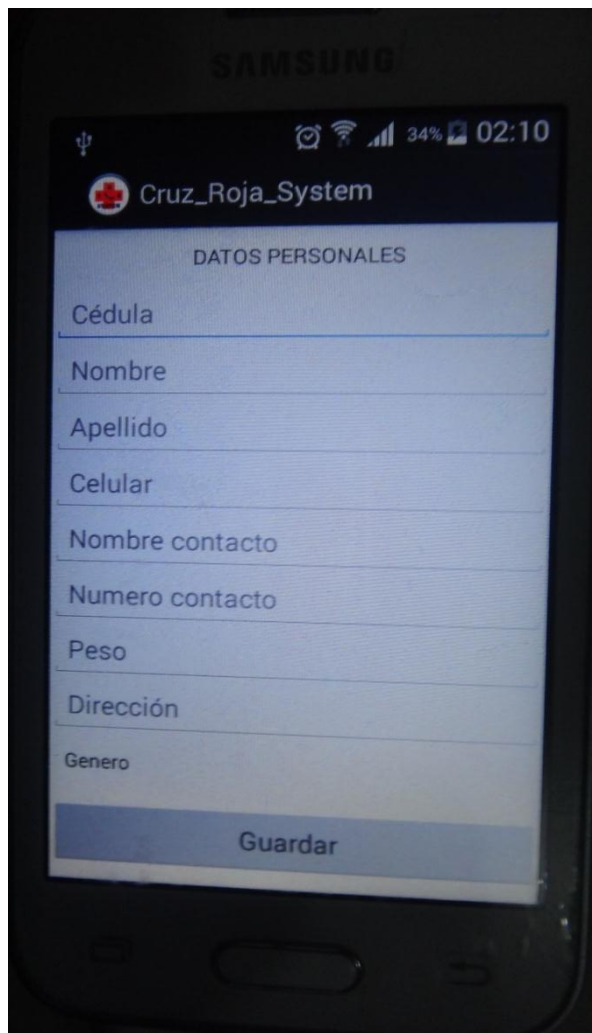 SAMSUNG
34% 02:10
Cruz_Roja_System
DATOS PERSONALES
Cédula
Nombre
Apellido
Celular
Nombre contacto
Numero contacto
Peso
Dirección
Genero
Guardar